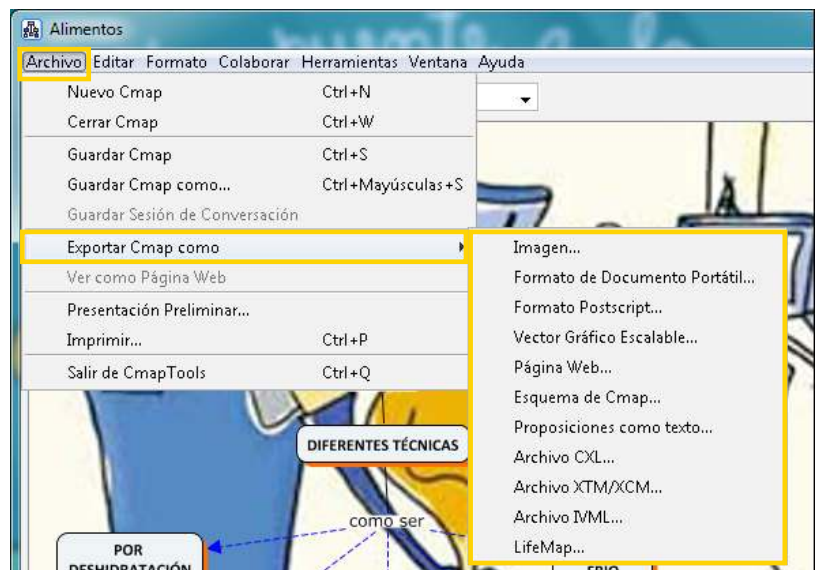 Alimentos
Archivo Editar Formato Colaborar Herramientas Ventana Ayuda
Nuevo Cmap Ctrl+N
Cerrar Cmap Ctrl+W
Guardar Cmap Ctrl+S
Guardar Cmap como... Ctrl+Mayúsculas+S
Guardar Sesión de Conversación
Exportar Cmap como
Ver como Página Web
Presentación Preliminar...
Imprimir... Ctrl+P
Salir de CmapTools Ctrl+Q
Imagen...
Formato de Documento Portátil...
Formato Postscript...
Vector Gráfico Escalable...
Página Web...
Esquema de Cmap...
Proposiciones como texto...
Archivo CXL...
Archivo XTM/XCM...
Archivo IVML...
LifeMap...
DIFERENTES TÉCNICAS
como ser
POR
DESHIDRATACIÓN
FRIO